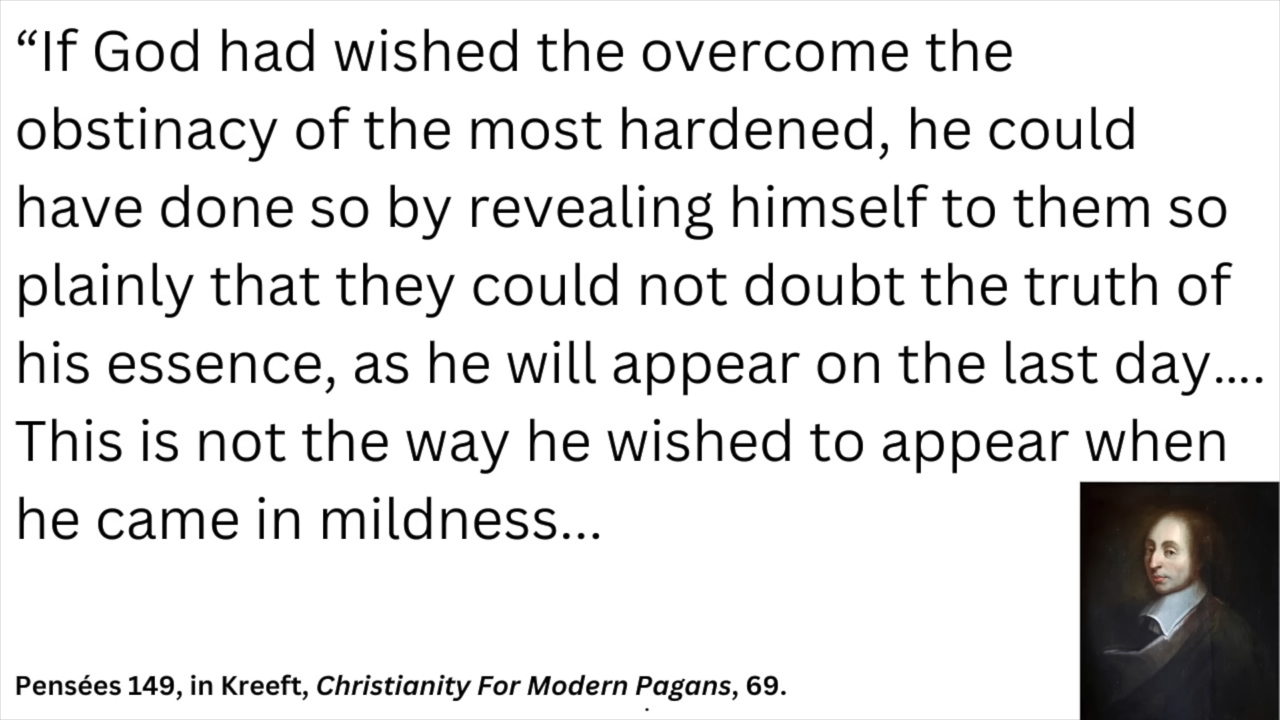 “If God had wished the overcome the
obstinacy of the most hardened, he could
have done so by revealing himself to them so
plainly that they could not doubt the truth of
his essence, as he will appear on the last day....
This is not the way he wished to appear when
he came in mildness...
Pensées 149, in Kreeft, Christianity For Modern Pagans, 69.
.